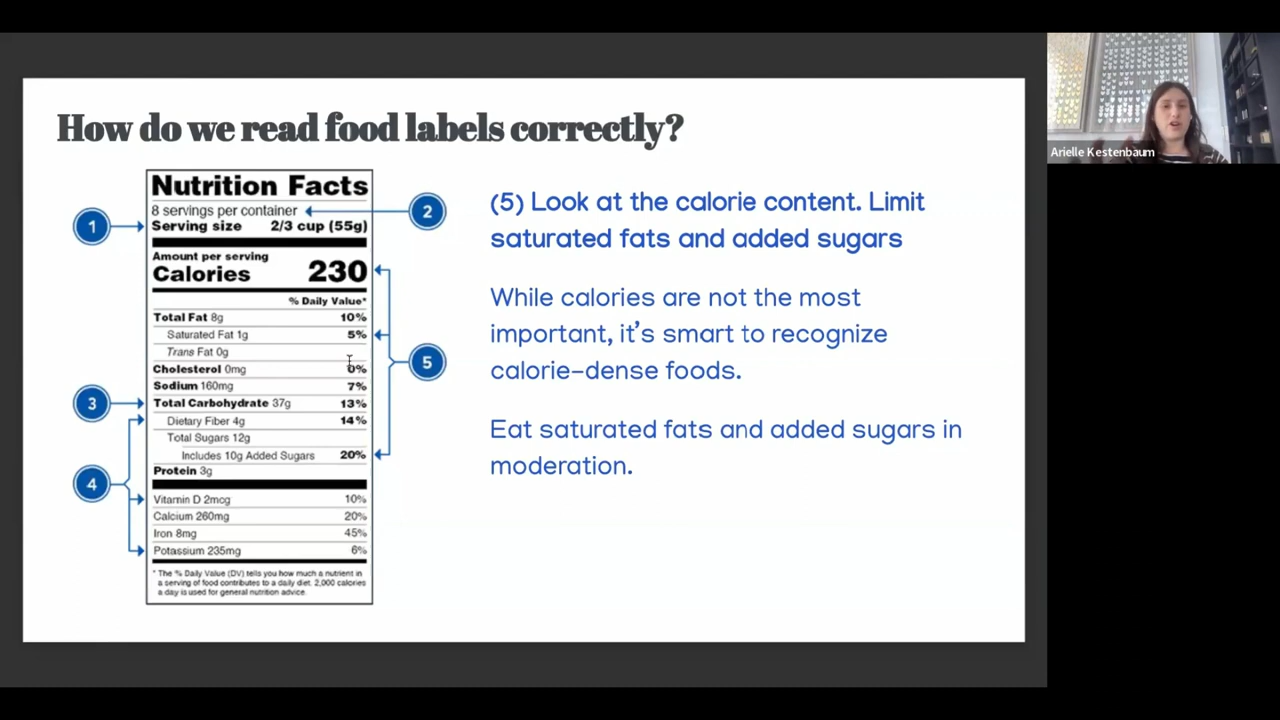 How do we read food labels correctly?
Arielle Kestenbaum
Nutrition Facts
8 servings per container
Serving size 2/3 cup (55g)
Amount per serving
Calories 230
% Daily Value*
Total Fat 8g 10%
Saturated Fat 1g 5%
Trans Fat 0g
Cholesterol 0mg 0%
Sodium 160mg 7%
Total Carbohydrate 37g 13%
Dietary Fiber 4g 14%
Total Sugars 12g
Includes 10g Added Sugars 20%
Protein 3g
Vitamin D 2mcg 10%
Calcium 260mg 20%
Iron 8mg 45%
Potassium 235mg 6%
* The % Daily Value (DV) tells you how much a nutrient in
a serving of food contributes to a daily diet. 2,000 calories
a day is used for general nutrition advice.
1
2
3
4
5
(5) Look at the calorie content. Limit
saturated fats and added sugars
While calories are not the most
important, it's smart to recognize
calorie-dense foods.
Eat saturated fats and added sugars in
moderation.